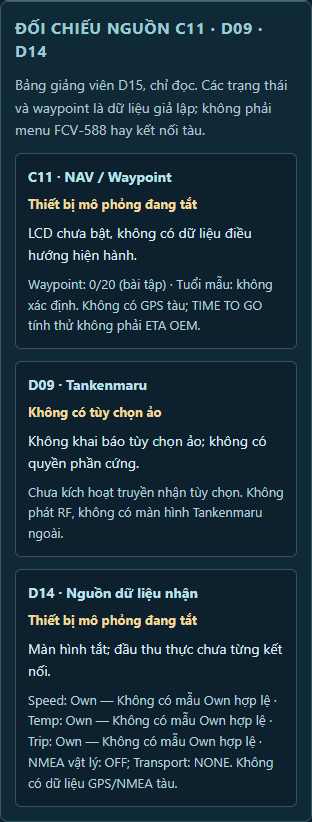 ĐỐI CHIẾU NGUỒN C11 · D09 ·
D14
Bảng giảng viên D15, chỉ đọc. Các trạng thái
và waypoint là dữ liệu giả lập; không phải
menu FCV-588 hay kết nối tàu.
C11 · NAV / Waypoint
Thiết bị mô phỏng đang tắt
LCD chưa bật, không có dữ liệu điều
hướng hiện hành.
Waypoint: 0/20 (bài tập) · Tuổi mẫu: không
xác định. Không có GPS tàu; TIME TO GO
tính thử không phải ETA OEM.
D09 · Tankenmaru
Không có tùy chọn ảo
Không khai báo tùy chọn ảo; không có
quyền phần cứng.
Chưa kích hoạt truyền nhận tùy chọn. Không
phát RF, không có màn hình Tankenmaru
ngoài.
D14 · Nguồn dữ liệu nhận
Thiết bị mô phỏng đang tắt
Màn hình tắt; đầu thu thực chưa từng kết
nối.
Speed: Own — Không có mẫu Own hợp lệ ·
Temp: Own — Không có mẫu Own hợp lệ ·
Trip: Own — Không có mẫu Own hợp lệ ·
NMEA vật lý: OFF; Transport: NONE. Không
có dữ liệu GPS/NMEA tàu.